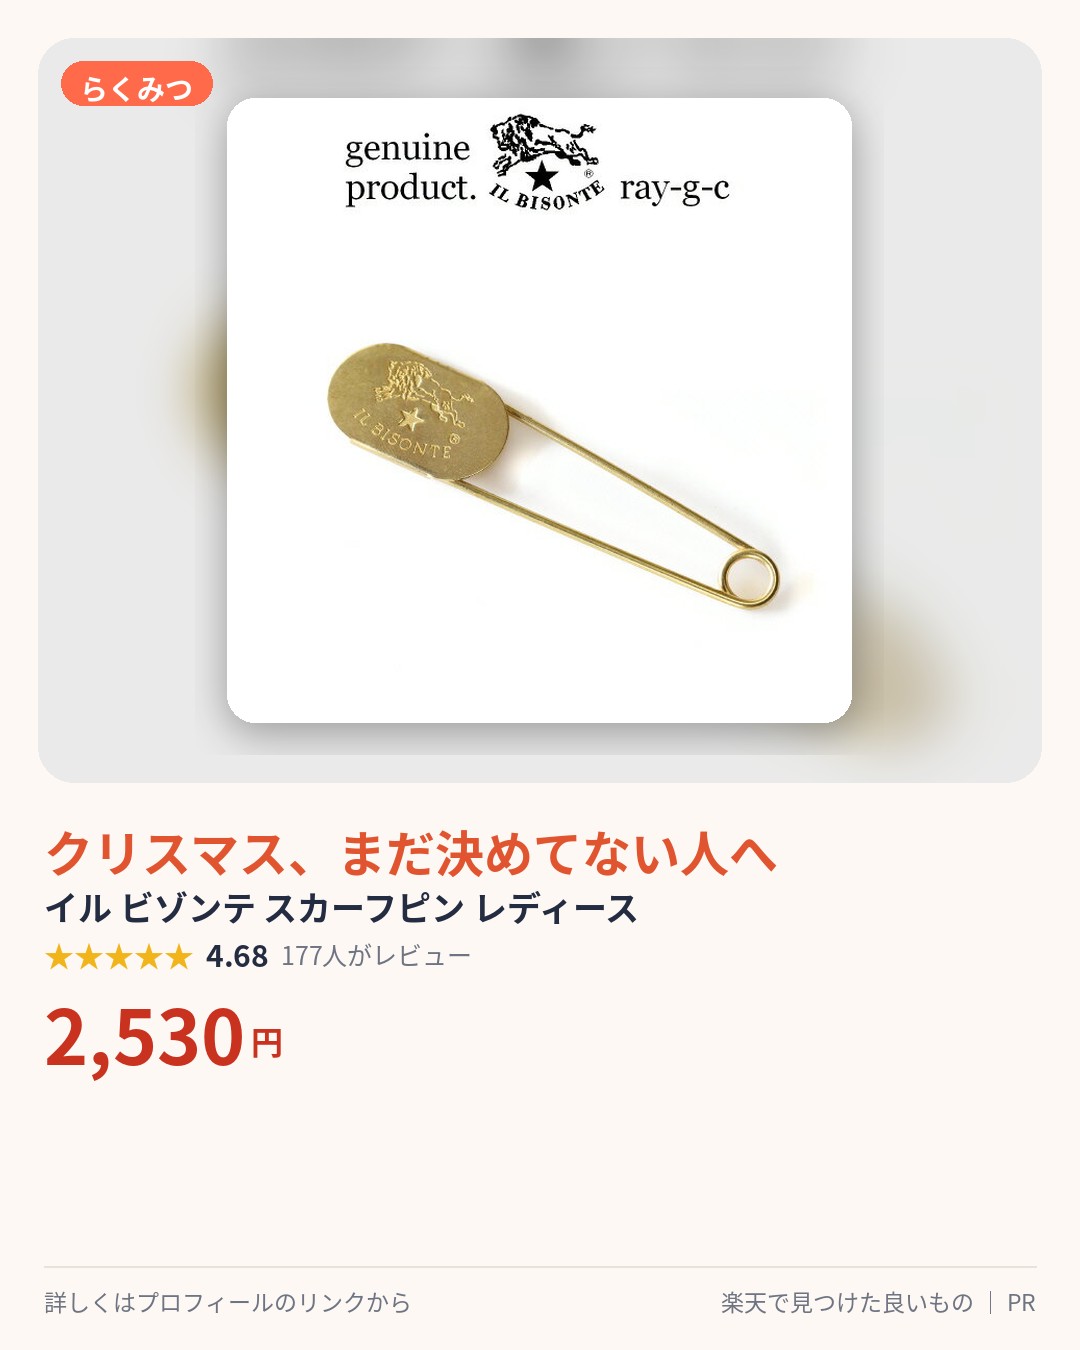 らくみつ
genuine
product.
IL BISONTE
®
ray-g-c
IL BISONTE
®
クリスマス、まだ決めてない人へ
イル ビゾンテ スカーフピン レディース
★★★★★ 4.68 177人がレビュー
2,530円
詳しくはプロフィールのリンクから
楽天で見つけた良いもの | PR